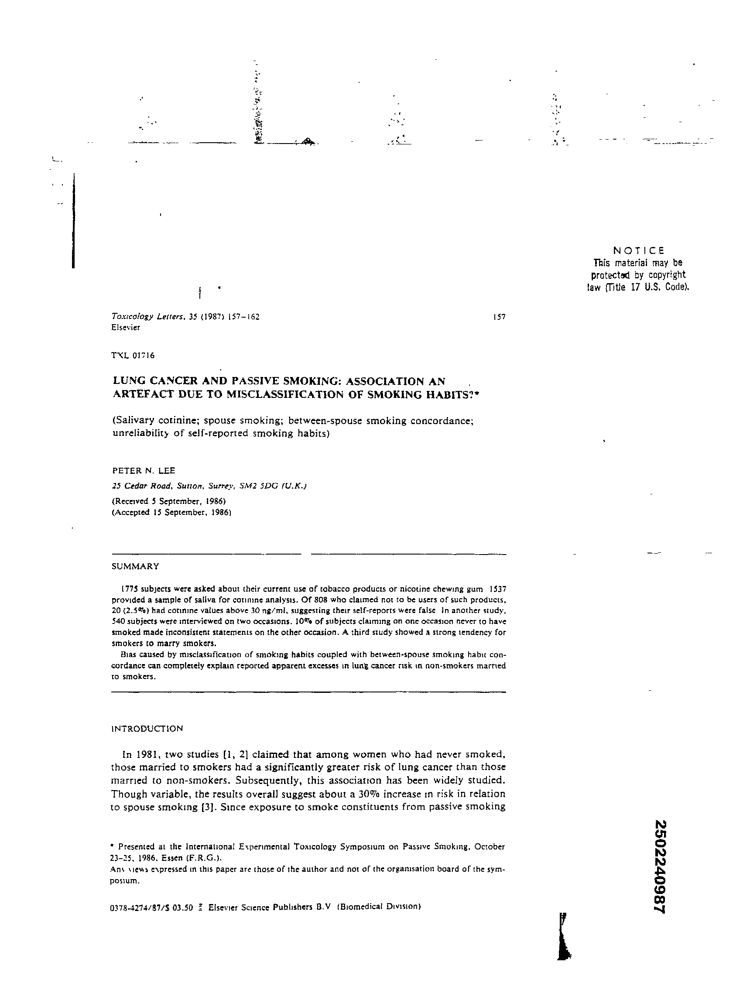 NOTICE
This material may be
protected by copyright
law (Title 17 U.S. Code).
Toxicology Letters, 35 (1987) 157-162 157
Elsevier
TXL 01716
LUNG CANCER AND PASSIVE SMOKING: ASSOCIATION AN
ARTEFACT DUE TO MISCLASSIFICATION OF SMOKING HABITS?*
(Salivary cotinine; spouse smoking; between-spouse smoking concordance;
unreliability of self-reported smoking habits)
PETER N. LEE
25 Cedar Road, Sutton, Surrey, SM2 5DG (U.K.)
(Received 5 September, 1986)
(Accepted 15 September, 1986)
SUMMARY
1775 subjects were asked about their current use of tobacco products or nicotine chewing gum 1537
provided a sample of saliva for cotinine analysis. Of 808 who claimed not to be users of such products,
20 (2.5%) had cotinine values above 30 ng/ml, suggesting their self-reports were false In another study,
540 subjects were interviewed on two occasions. 10% of subjects claiming on one occasion never to have
smoked made inconsistent statements on the other occasion. A third study showed a strong tendency for
smokers to marry smokers.
Bias caused by misclassification of smoking habits coupled with between-spouse smoking habit con-
cordance can completely explain reported apparent excesses in lung cancer risk in non-smokers married
to smokers.
INTRODUCTION
In 1981, two studies [1, 2] claimed that among women who had never smoked,
those married to smokers had a significantly greater risk of lung cancer than those
married to non-smokers. Subsequently, this association has been widely studied.
Though variable, the results overall suggest about a 30% increase in risk in relation
to spouse smoking [3]. Since exposure to smoke constituents from passive smoking
* Presented at the International Experimental Toxicology Symposium on Passive Smoking, October
23-25, 1986, Essen (F.R.G.).
Any views expressed in this paper are those of the author and not of the organisation board of the sym-
posium.
0378-4274/87/$ 03.50 Elsevier Science Publishers B.V (Biomedical Division)
2502240987